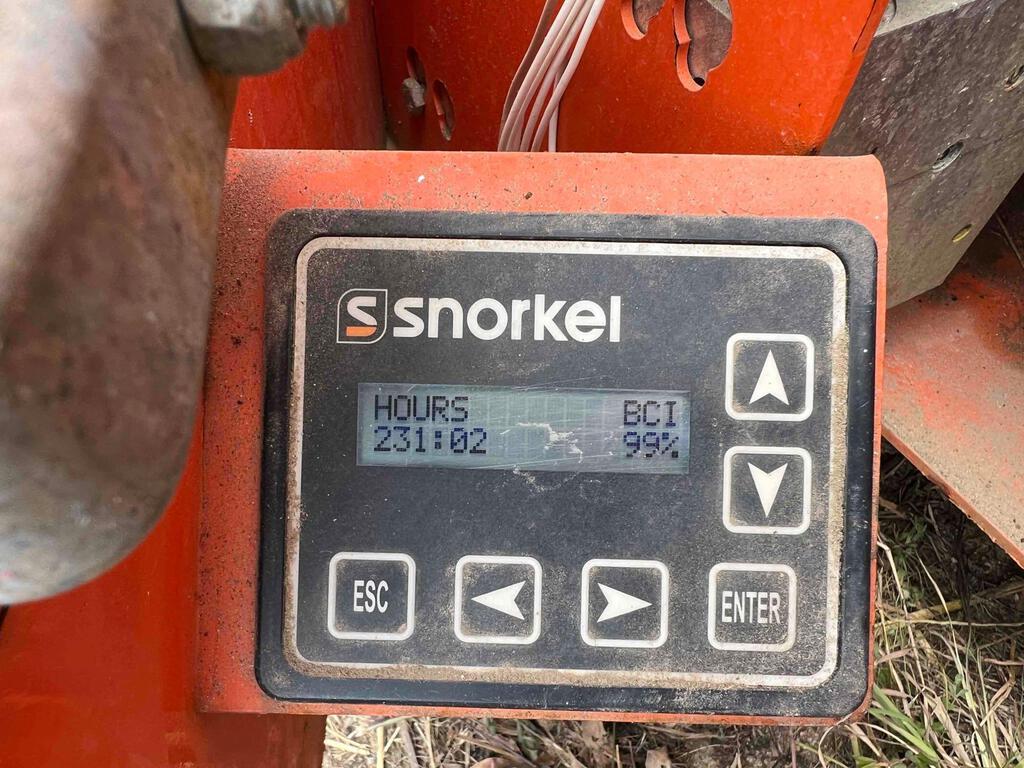 snorkel
HOURS BCI
231:02 99%
ESC ENTER